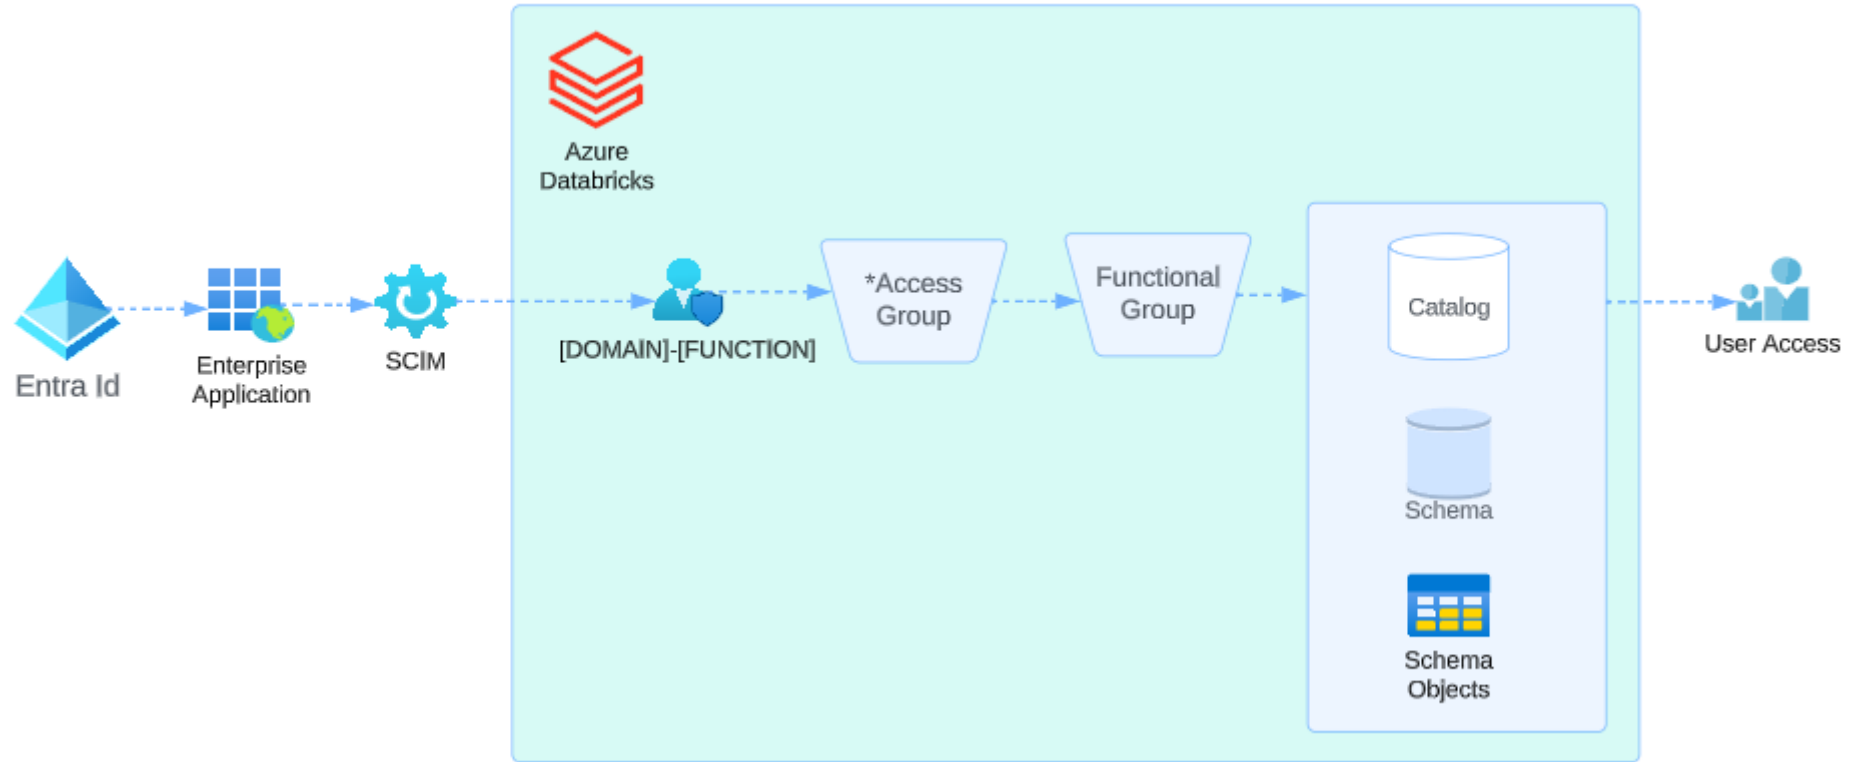 Azure
Databricks
Entra Id
Enterprise
Application
SCIM
[DOMAIN]-[FUNCTION]
*Access
Group
Functional
Group
Catalog
Schema
Schema
Objects
User Access